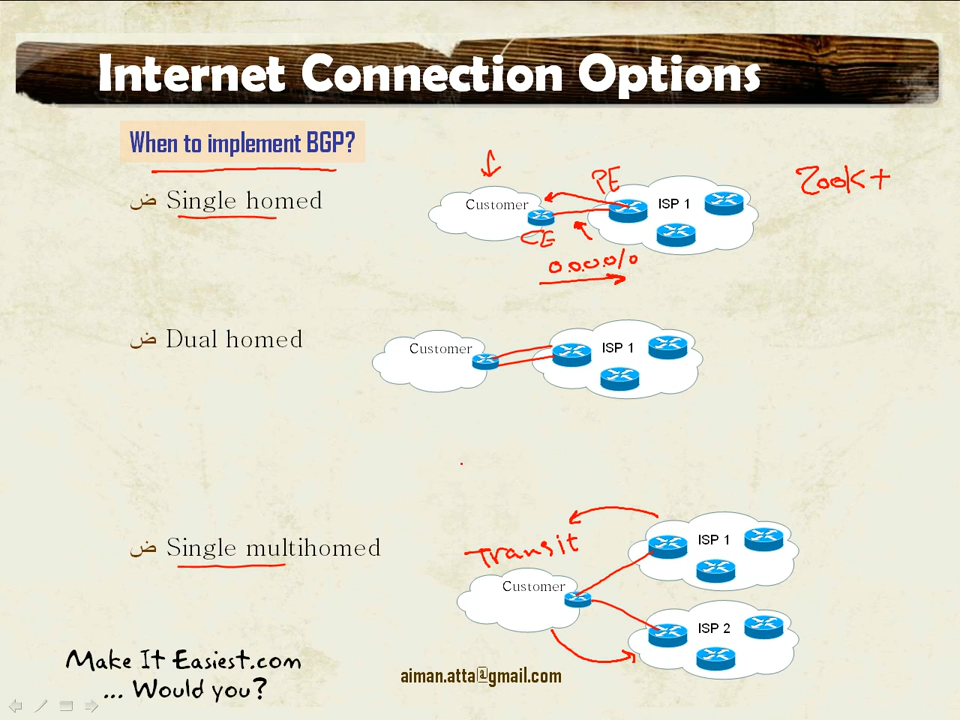 Internet Connection Options
When to implement BGP?
ض Single homed
Customer
CE
PE
ISP 1
200K+
0.0.0.0/0
ض Dual homed
Customer
ISP 1
ض Single multihomed
Transit
Customer
ISP 1
ISP 2
Make It Easiest.com
... Would you?
aiman.atta@gmail.com